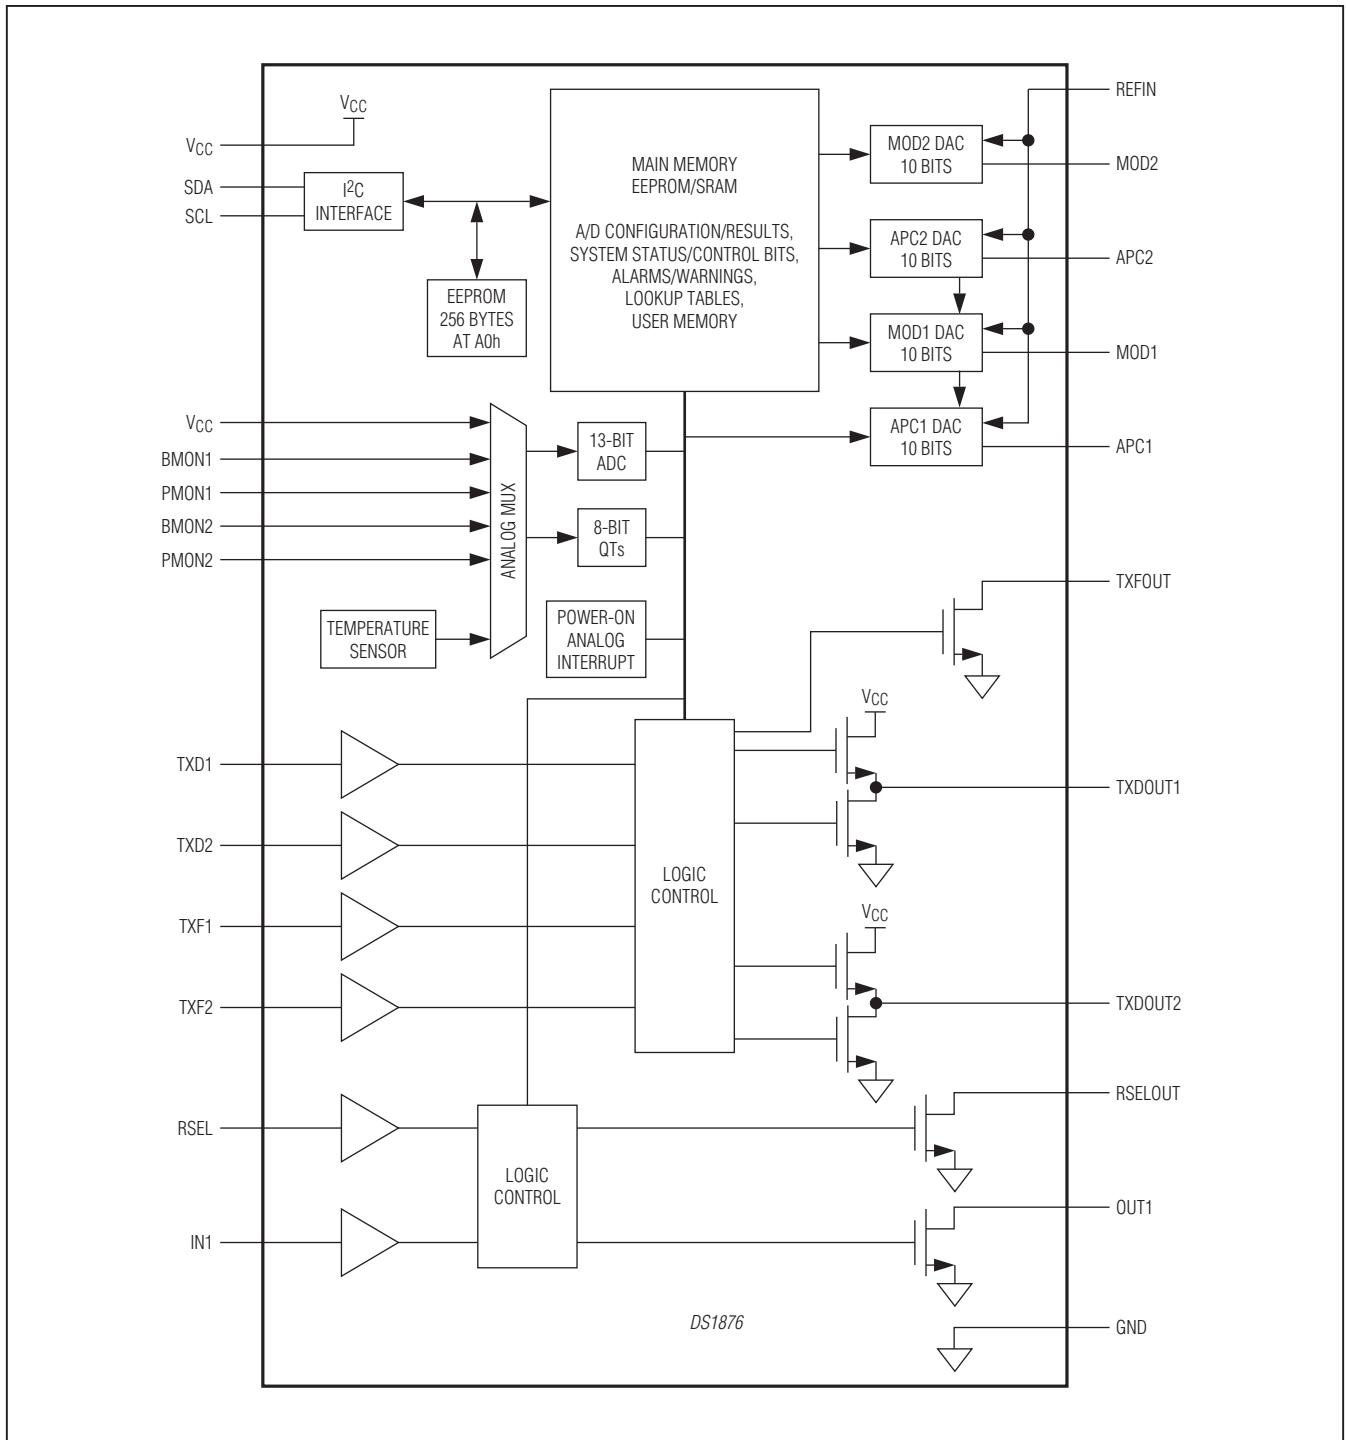 REFIN
VCC
VCC
MOD2 DAC
10 BITS
MOD2
MAIN MEMORY
EEPROM/SRAM
A/D CONFIGURATION/RESULTS,
SYSTEM STATUS/CONTROL BITS,
ALARMS/WARNINGS,
LOOKUP TABLES,
USER MEMORY
SDA
SCL
I2C
INTERFACE
EEPROM
256 BYTES
AT A0h
APC2 DAC
10 BITS
APC2
MOD1 DAC
10 BITS
MOD1
APC1 DAC
10 BITS
APC1
VCC
BMON1
PMON1
BMON2
PMON2
ANALOG MUX
13-BIT
ADC
8-BIT
QTs
TEMPERATURE
SENSOR
POWER-ON
ANALOG
INTERRUPT
TXFOUT
VCC
TXD1
TXDOUT1
TXD2
LOGIC
CONTROL
TXF1
VCC
TXF2
TXDOUT2
RSELOUT
RSEL
LOGIC
CONTROL
OUT1
IN1
DS1876
GND